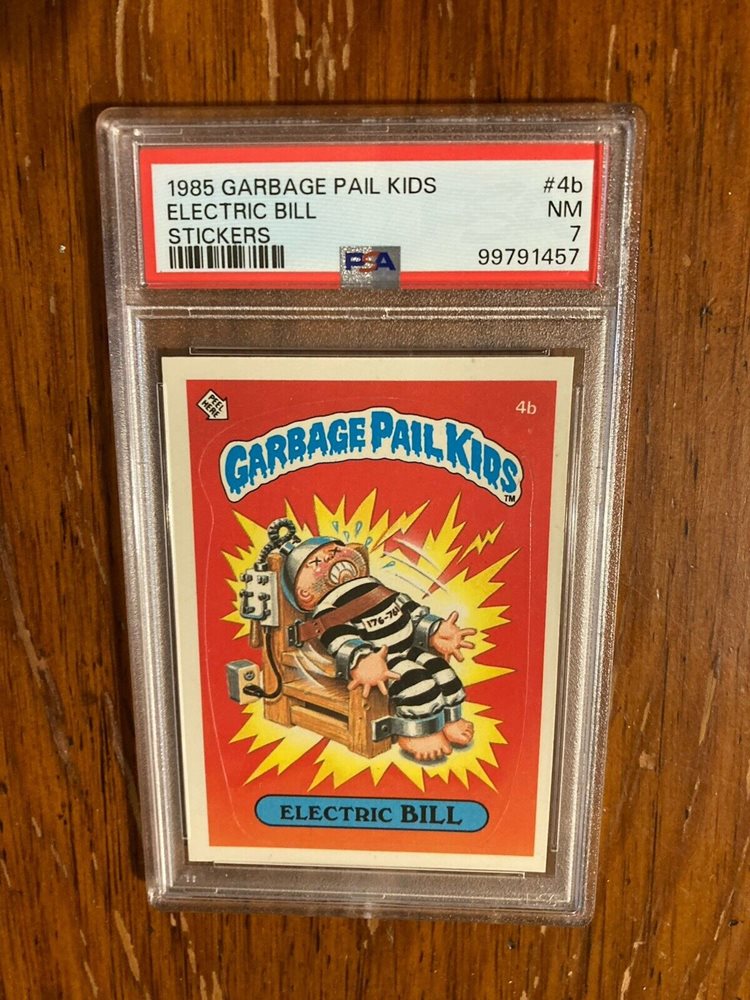 1985 GARBAGE PAIL KIDS #4b
ELECTRIC BILL NM
STICKERS 7
PSA 99791457
PEEL
HERE
4b
GARBAGE PAIL KIDS
TM
176-761
ELECTRIC BILL